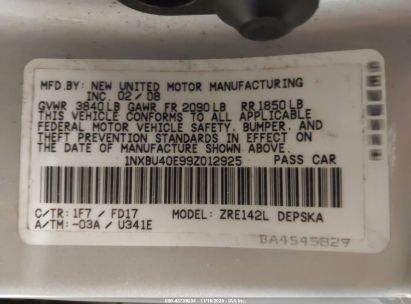 MFD.BY: NEW UNITED MOTOR MANUFACTURING
INC. 02/08
GVWR 3840LB GAWR FR 2090LB RR1850LB
THIS VEHICLE CONFORMS TO ALL APPLICABLE
FEDERAL MOTOR VEHICLE SAFETY, BUMPER, AND
THEFT PREVENTION STANDARDS IN EFFECT ON
THE DATE OF MANUFACTURE SHOWN ABOVE.
1NXBU40E99Z012925 PASS CAR
C/TR: 1F7 / FD17 MODEL: ZRE142L DEPSKA
A/TM: -03A / U341E
BA4545829